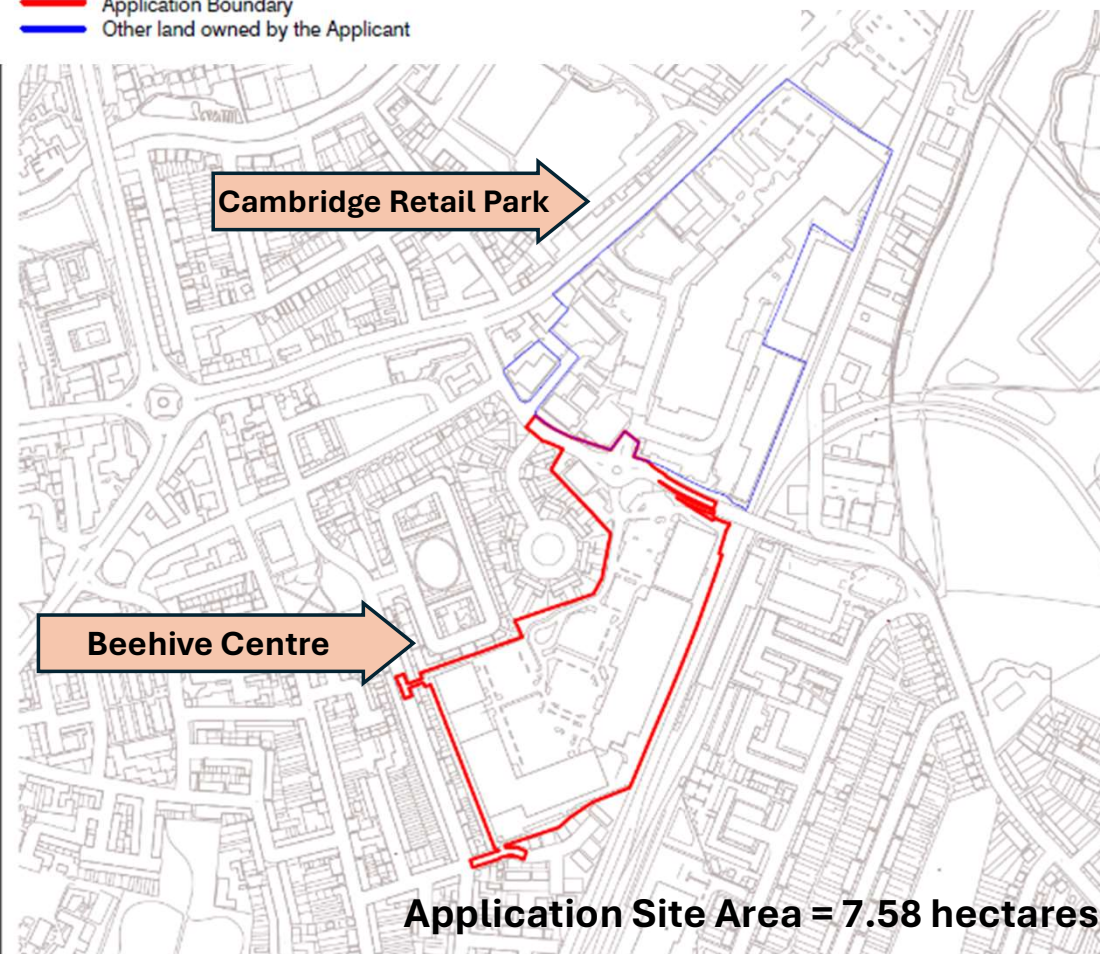 Application Boundary
Other land owned by the Applicant
Cambridge Retail Park
Beehive Centre
Application Site Area = 7.58 hectares